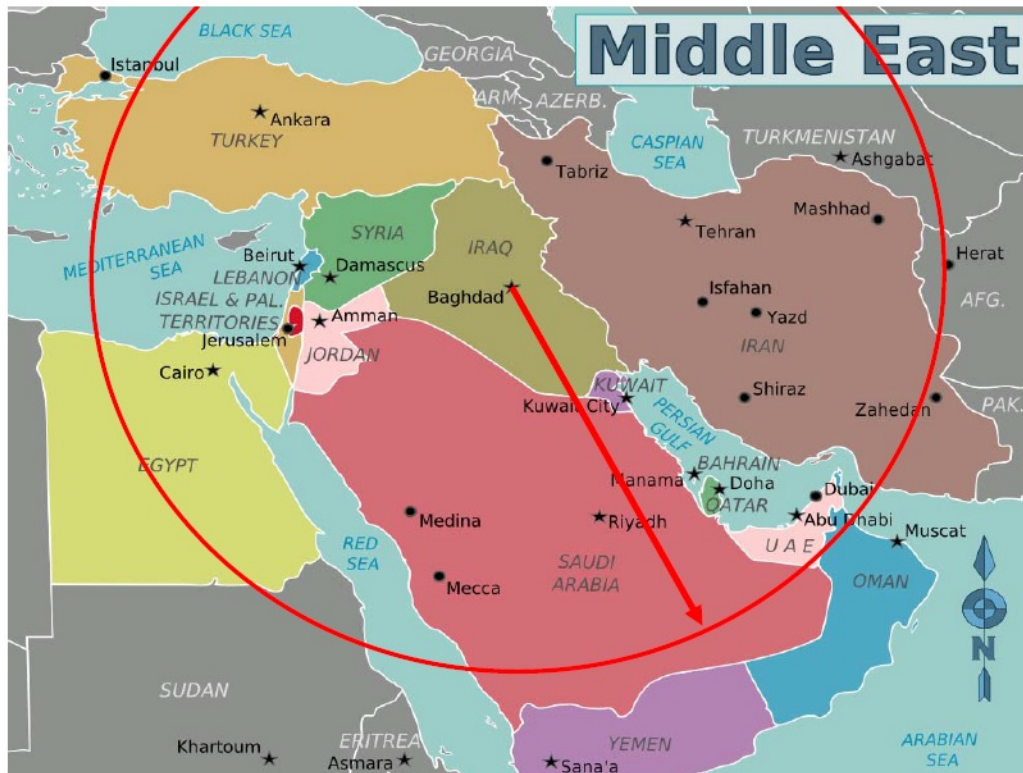 Middle East
BLACK SEA
Istanbul
GEORGIA
ARM.
AZERB.
Ankara
TURKEY
CASPIAN
SEA
TURKMENISTAN
Ashgabat
Tabriz
Mashhad
Tehran
SYRIA
IRAQ
MEDITERRANEAN
SEA
Beirut
LEBANON
Damascus
Herat
AFG.
Baghdad
Isfahan
Yazd
IRAN
ISRAEL & PAL.
TERRITORIES
Amman
Jerusalem
JORDAN
Cairo
KUWAIT
Kuwait City
Shiraz
Zahedan
PAK.
PERSIAN
GULF
EGYPT
BAHRAIN
Manama
Doha
QATAR
Dubai
Abu Dhabi
U A E
Muscat
Medina
Riyadh
RED
SEA
SAUDI
ARABIA
Mecca
OMAN
N
SUDAN
Khartoum
ERITREA
Asmara
YEMEN
Sana'a
ARABIAN
SEA